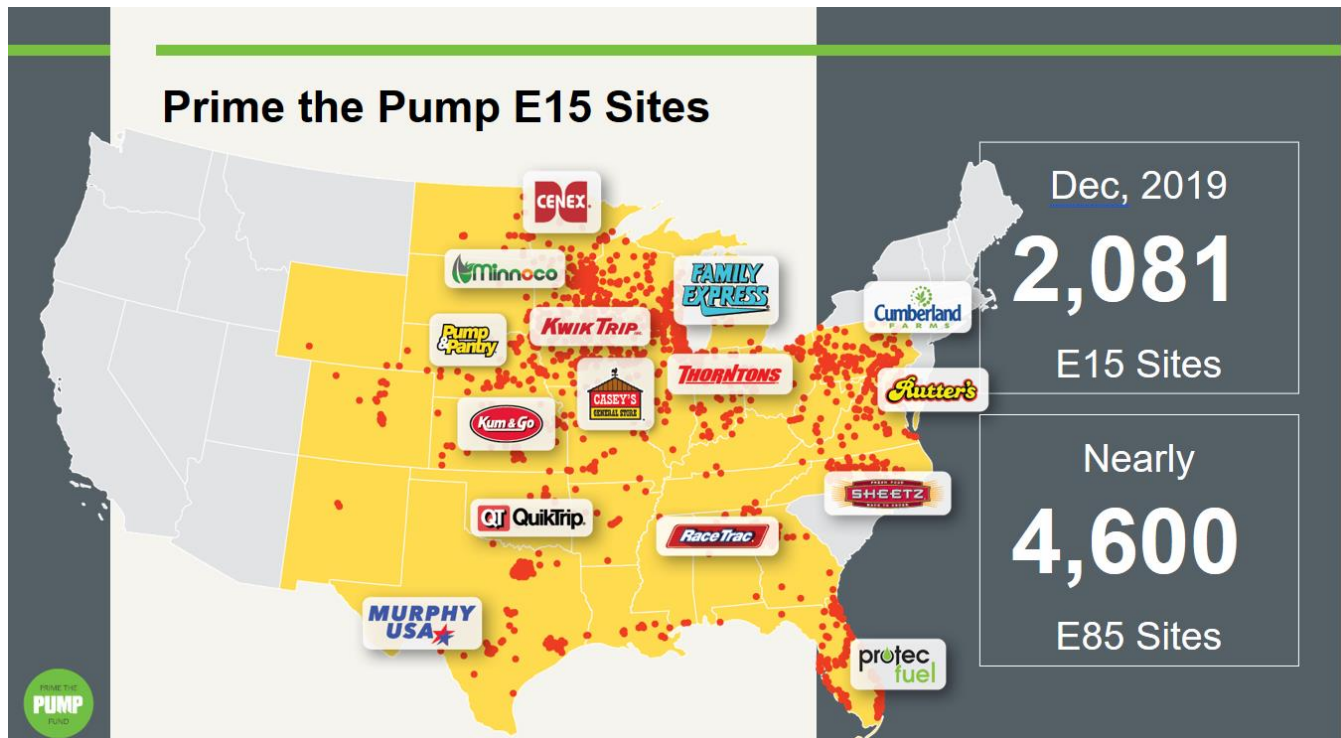 Prime the Pump E15 Sites
Dec, 2019
2,081
E15 Sites
Nearly
4,600
E85 Sites
CENEX
Minnoco
FAMILY
EXPRESS
Cumberland
FARMS
Pump
&Pantry
KWIK TRIP
THORNTONS
Rutter's
CASEY'S
GENERAL STORE
Kum & Go
SHEETZ
QT QuikTrip
RaceTrac
MURPHY
USA
protec
fuel
PRIME THE
PUMP
FUND